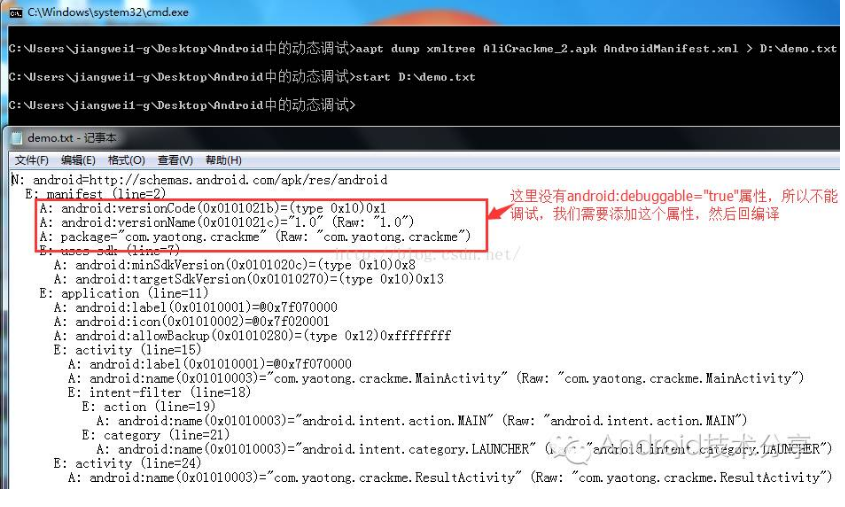 C:\Windows\system32\cmd.exe
C:\Users\jiangwei1-g\Desktop\Android中的动态调试>aapt dump xmltree AliCrackme_2.apk AndroidManifest.xml > D:\demo.txt
C:\Users\jiangwei1-g\Desktop\Android中的动态调试>start D:\demo.txt
C:\Users\jiangwei1-g\Desktop\Android中的动态调试>
demo.txt - 记事本
文件(F) 编辑(E) 格式(O) 查看(V) 帮助(H)
N: android=http://schemas.android.com/apk/res/android
E: manifest (line=2)
A: android:versionCode(0x0101021b)=(type 0x10)0x1
A: android:versionName(0x0101021c)="1.0" (Raw: "1.0")
A: package="com.yaotong.crackme" (Raw: "com.yaotong.crackme")
这里没有android:debuggable="true"属性，所以不能
调试，我们需要添加这个属性，然后回编译
E: uses-sdk (line=7)
http://blog.csdn.net/
A: android:minSdkVersion(0x0101020c)=(type 0x10)0x8
A: android:targetSdkVersion(0x01010270)=(type 0x10)0x13
E: application (line=11)
A: android:label(0x01010001)=@0x7f070000
A: android:icon(0x01010002)=@0x7f020001
A: android:allowBackup(0x01010280)=(type 0x12)0xffffffff
E: activity (line=15)
A: android:label(0x01010001)=@0x7f070000
A: android:name(0x01010003)="com.yaotong.crackme.MainActivity" (Raw: "com.yaotong.crackme.MainActivity")
E: intent-filter (line=18)
E: action (line=19)
A: android:name(0x01010003)="android.intent.action.MAIN" (Raw: "android.intent.action.MAIN")
E: category (line=21)
A: android:name(0x01010003)="android.intent.category.LAUNCHER" (Raw: "android.intent.category.LAUNCHER")
Android技术分享
E: activity (line=24)
A: android:name(0x01010003)="com.yaotong.crackme.ResultActivity" (Raw: "com.yaotong.crackme.ResultActivity")